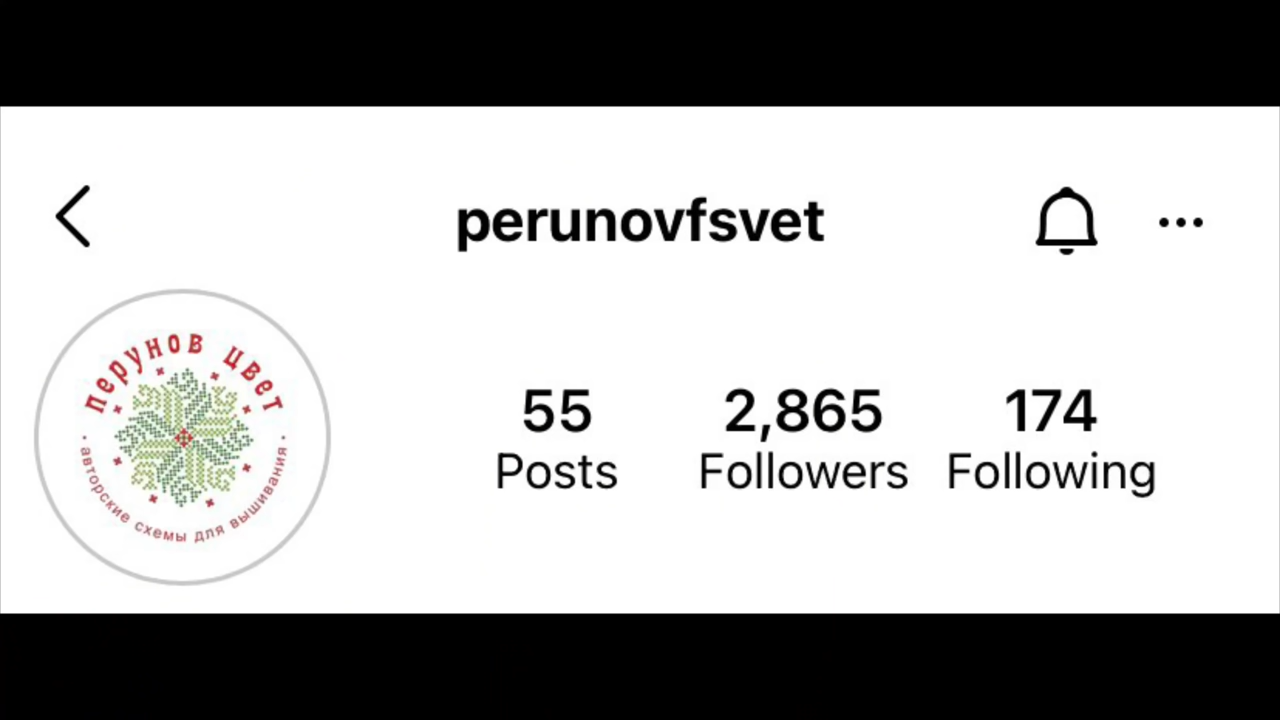 perunovfsvet
перунов цвет
· авторские схемы для вышивания ·
55 2,865 174
Posts Followers Following